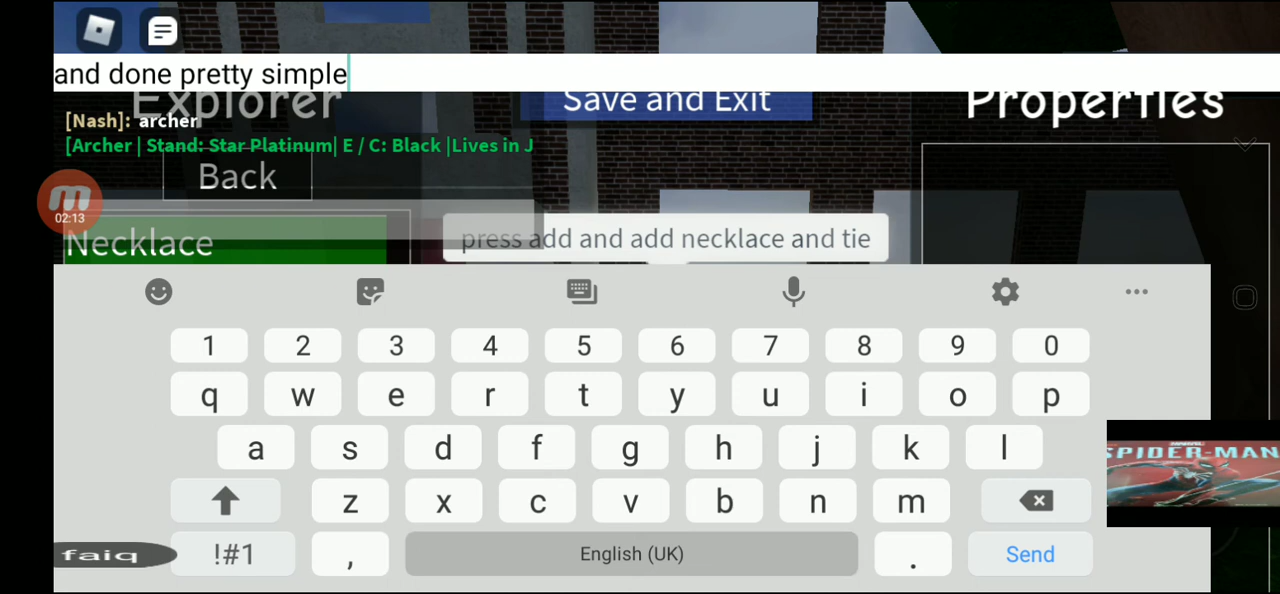 and done pretty simple
Explorer
Save and Exit
Properties
[Nash]: archer
[Archer | Stand: Star Platinum| E / C: Black |Lives in J
Back
02:13
Necklace
press add and add necklace and tie
1 2 3 4 5 6 7 8 9 0
q w e r t y u i o p
a s d f g h j k l
SPIDER-MAN
z x c v b n m
faiq
!#1 , English (UK) . Send